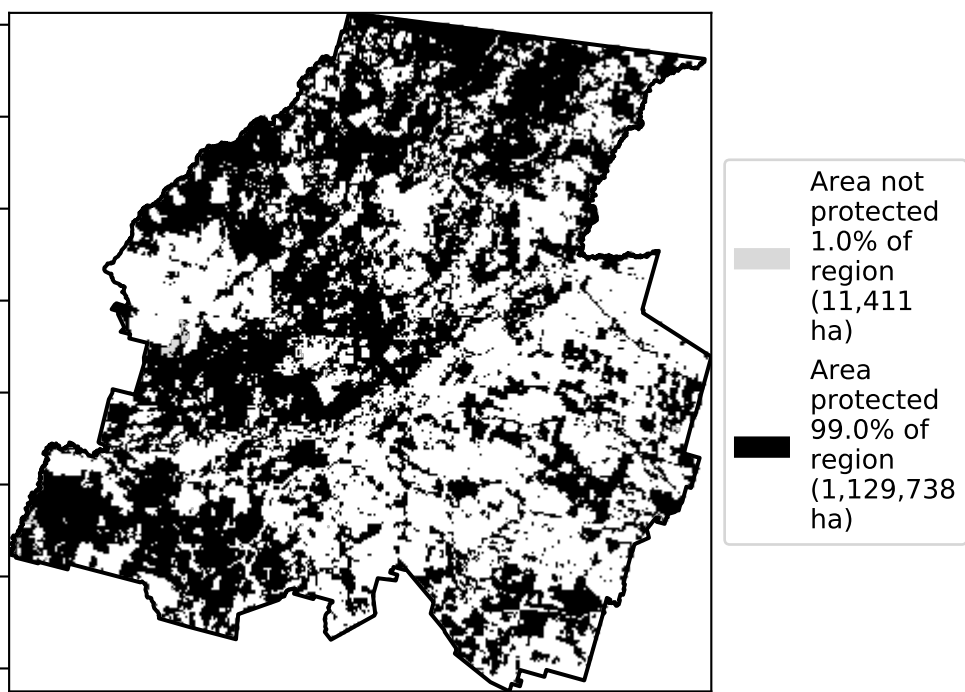 Area not
protected
1.0% of
region
(11,411
ha)
Area
protected
99.0% of
region
(1,129,738
ha)